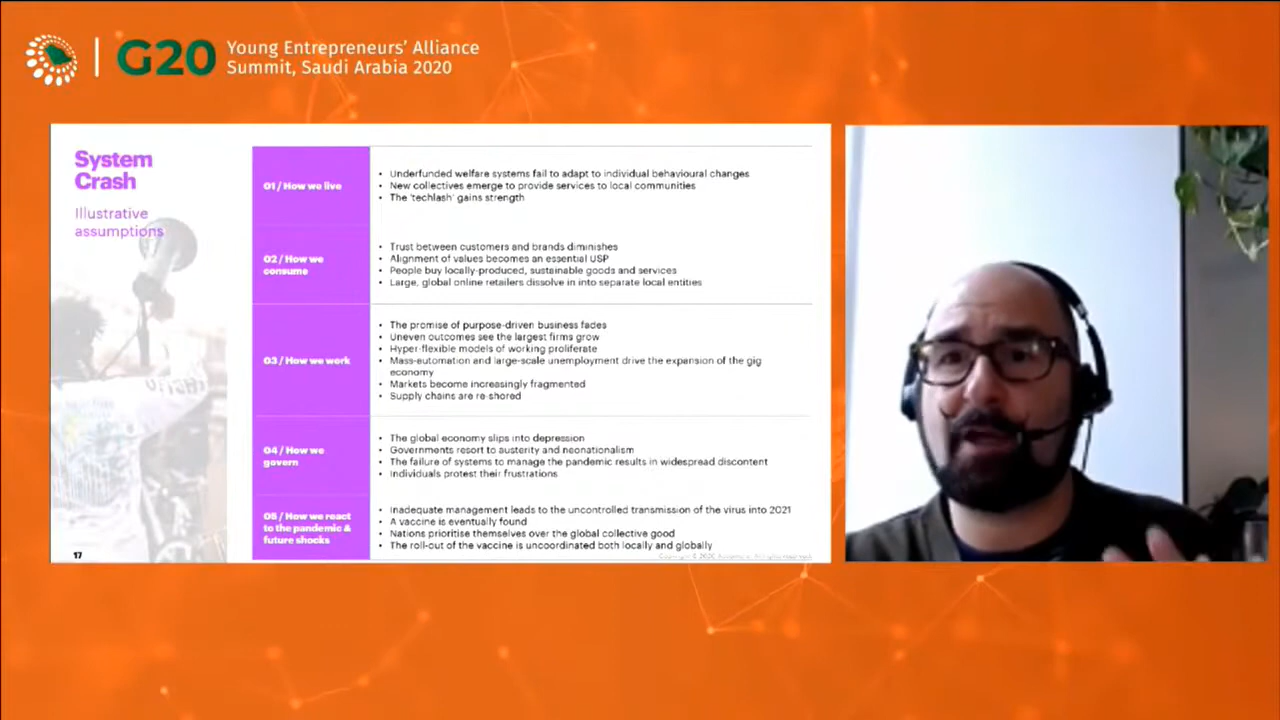 G20
Young Entrepreneurs' Alliance
Summit, Saudi Arabia 2020
System
Crash
Illustrative
assumptions
01 / How we live
• Underfunded welfare systems fail to adapt to individual behavioural changes
• New collectives emerge to provide services to local communities
• The 'techlash' gains strength
02 / How we
consume
• Trust between customers and brands diminishes
• Alignment of values becomes an essential USP
• People buy locally-produced, sustainable goods and services
• Large, global online retailers dissolve in into separate local entities
03 / How we work
• The promise of purpose-driven business fades
• Uneven outcomes see the largest firms grow
• Hyper-flexible models of working proliferate
• Mass-automation and large-scale unemployment drive the expansion of the gig
economy
• Markets become increasingly fragmented
• Supply chains are re-shored
04 / How we
govern
• The global economy slips into depression
• Governments resort to austerity and neonationalism
• The failure of systems to manage the pandemic results in widespread discontent
• Individuals protest their frustrations
05 / How we react
to the pandemic &
future shocks
• Inadequate management leads to the uncontrolled transmission of the virus into 2021
• A vaccine is eventually found
• Nations prioritise themselves over the global collective good
• The roll-out of the vaccine is uncoordinated both locally and globally
17
Copyright © 2020 Accenture. All rights reserved.